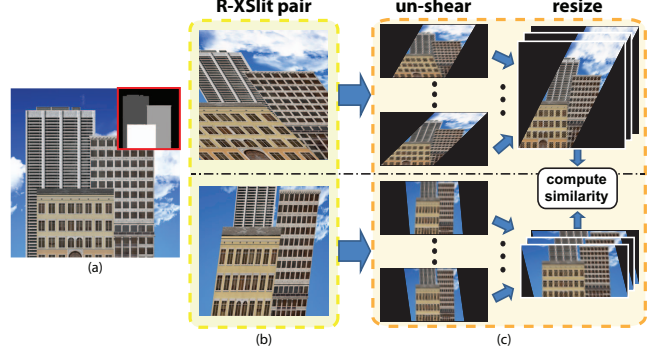 R-XSlit pair
un-shear
resize
compute
similarity
(a)
(b)
(c)